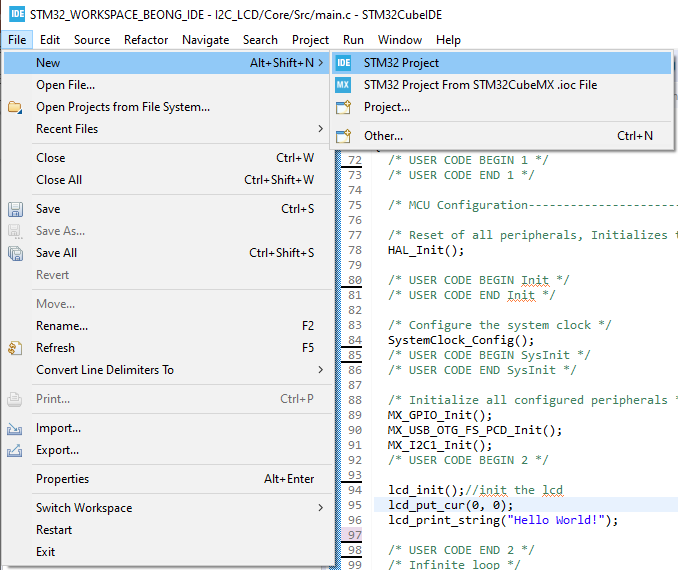 IDE STM32_WORKSPACE_BEONG_IDE - I2C_LCD/Core/Src/main.c - STM32CubeIDE
File Edit Source Refactor Navigate Search Project Run Window Help
New Alt+Shift+N >
Open File...
Open Projects from File System...
Recent Files >
Close Ctrl+W
Close All Ctrl+Shift+W
Save Ctrl+S
Save As...
Save All Ctrl+Shift+S
Revert
Move...
Rename... F2
Refresh F5
Convert Line Delimiters To >
Print... Ctrl+P
Import...
Export...
Properties Alt+Enter
Switch Workspace >
Restart
Exit
IDE STM32 Project
MX STM32 Project From STM32CubeMX .ioc File
Project...
Other... Ctrl+N
72 /* USER CODE BEGIN 1 */
73 /* USER CODE END 1 */
74
75 /* MCU Configuration-----------------------
76
77 /* Reset of all peripherals, Initializes
78 HAL_Init();
79
80 /* USER CODE BEGIN Init */
81 /* USER CODE END Init */
82
83 /* Configure the system clock */
84 SystemClock_Config();
85 /* USER CODE BEGIN SysInit */
86 /* USER CODE END SysInit */
87
88 /* Initialize all configured peripherals *
89 MX_GPIO_Init();
90 MX_USB_OTG_FS_PCD_Init();
91 MX_I2C1_Init();
92 /* USER CODE BEGIN 2 */
93
94 lcd_init();//init the lcd
95 lcd_put_cur(0, 0);
96 lcd_print_string("Hello World!");
97
98 /* USER CODE END 2 */
99 /* Infinite loop */